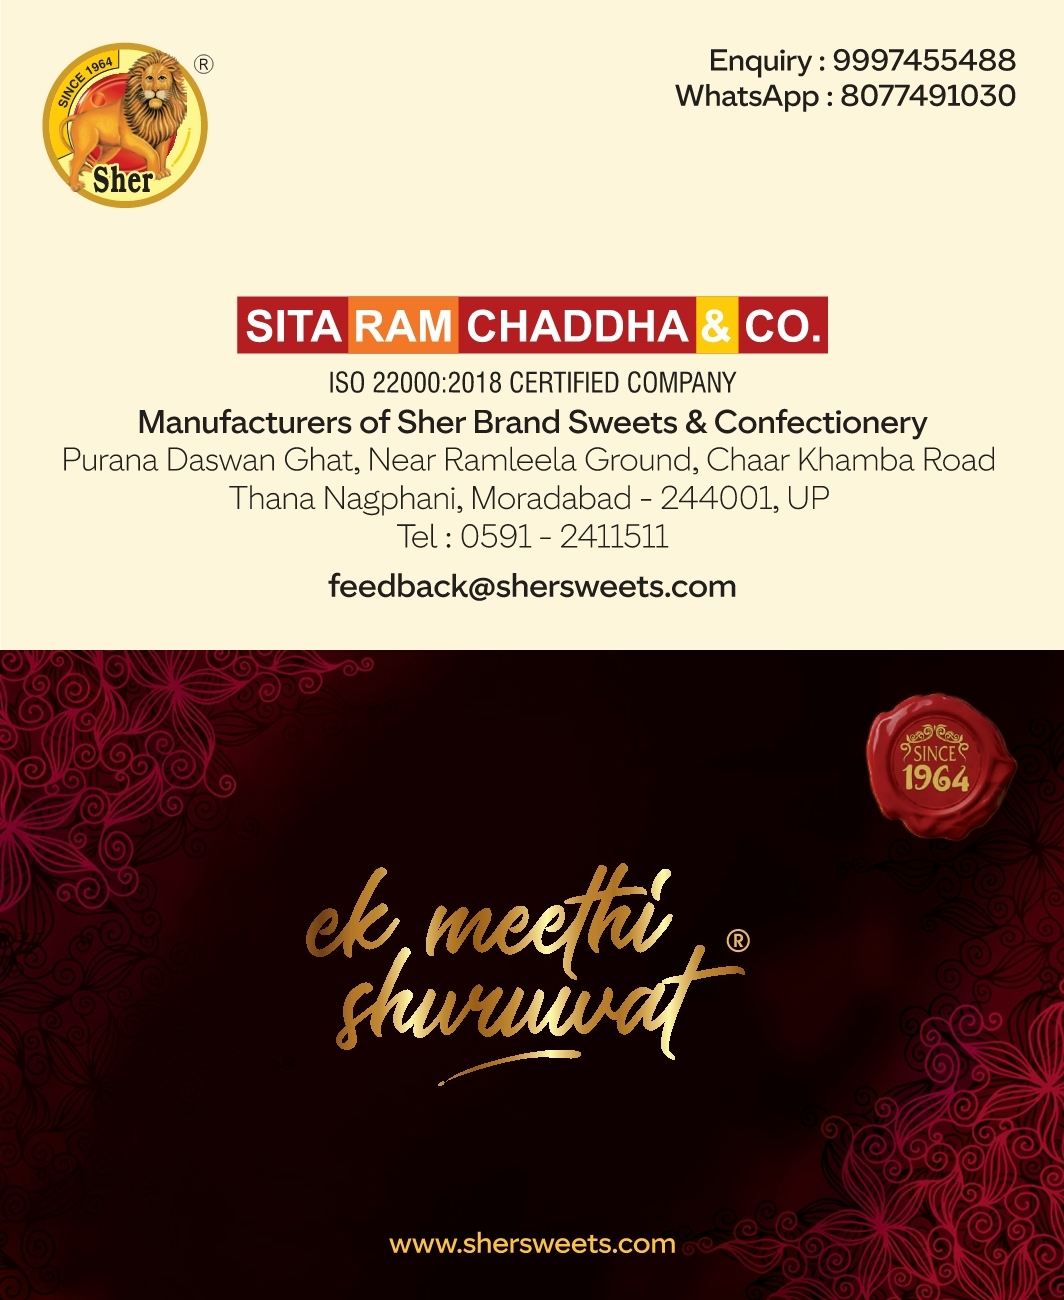 SINCE 1964
Sher
®
Enquiry : 9997455488
WhatsApp : 8077491030
SITA RAM CHADDHA & CO.
ISO 22000:2018 CERTIFIED COMPANY
Manufacturers of Sher Brand Sweets & Confectionery
Purana Daswan Ghat, Near Ramleela Ground, Chaar Khamba Road
Thana Nagphani, Moradabad - 244001, UP
Tel : 0591 - 2411511
feedback@shersweets.com
SINCE
1964
ek meethi
shuruwat ®
www.shersweets.com